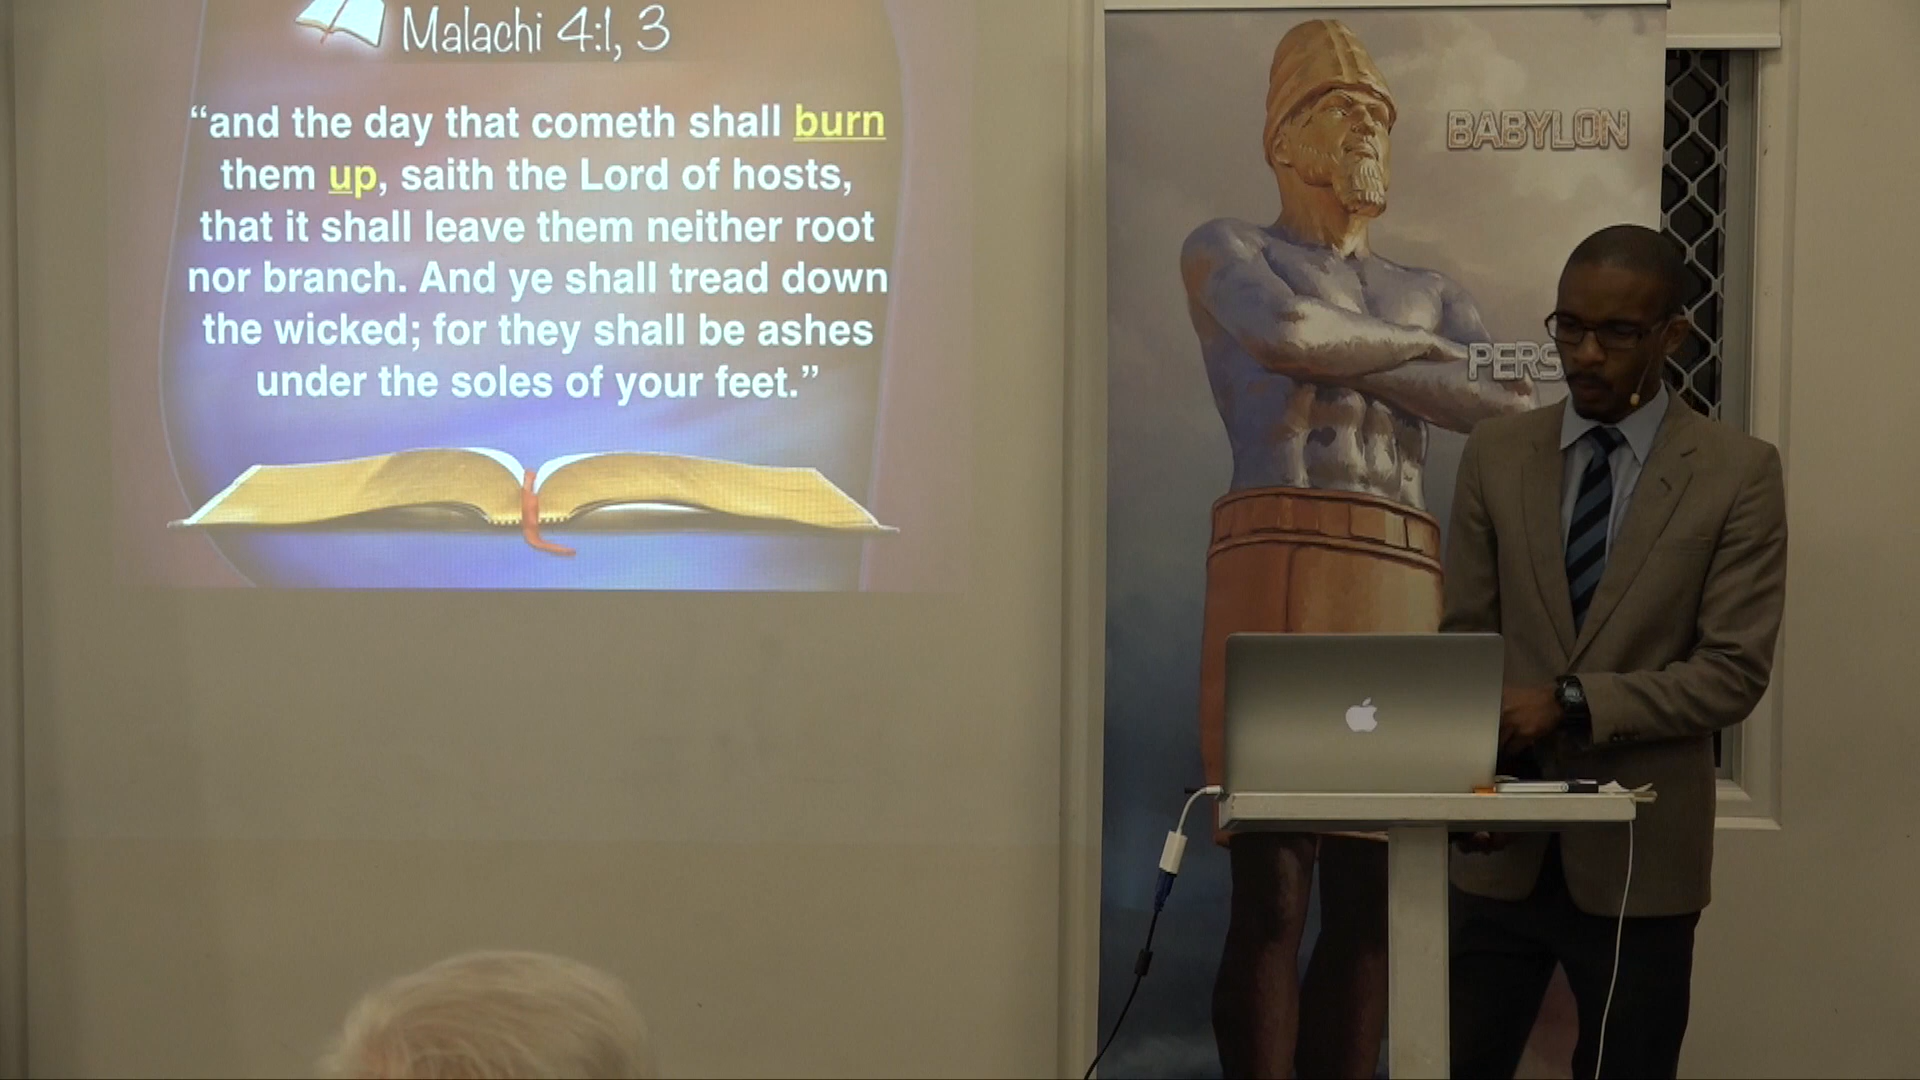 Malachi 4:1, 3
“and the day that cometh shall burn
them up, saith the Lord of hosts,
that it shall leave them neither root
nor branch. And ye shall tread down
the wicked; for they shall be ashes
under the soles of your feet.”
BABYLON
PERS